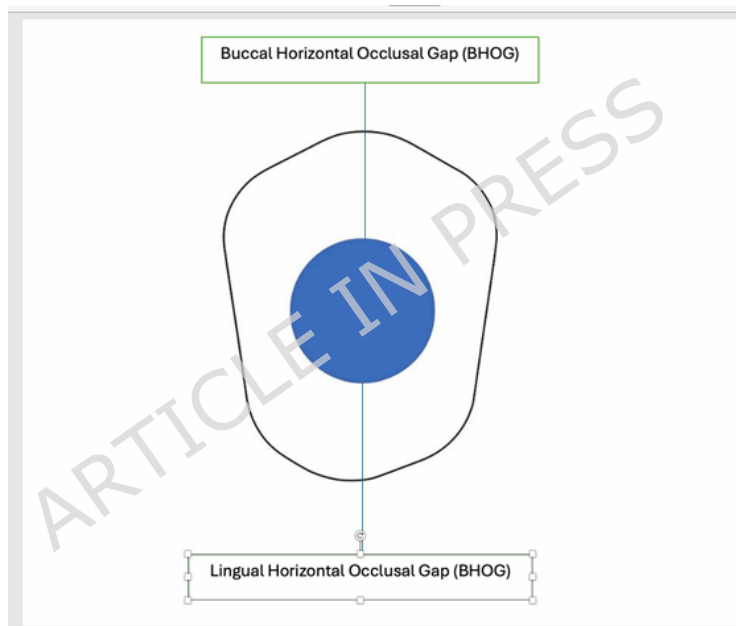 Buccal Horizontal Occlusal Gap (BHOG)
ARTICLE IN PRESS
Lingual Horizontal Occlusal Gap (BHOG)